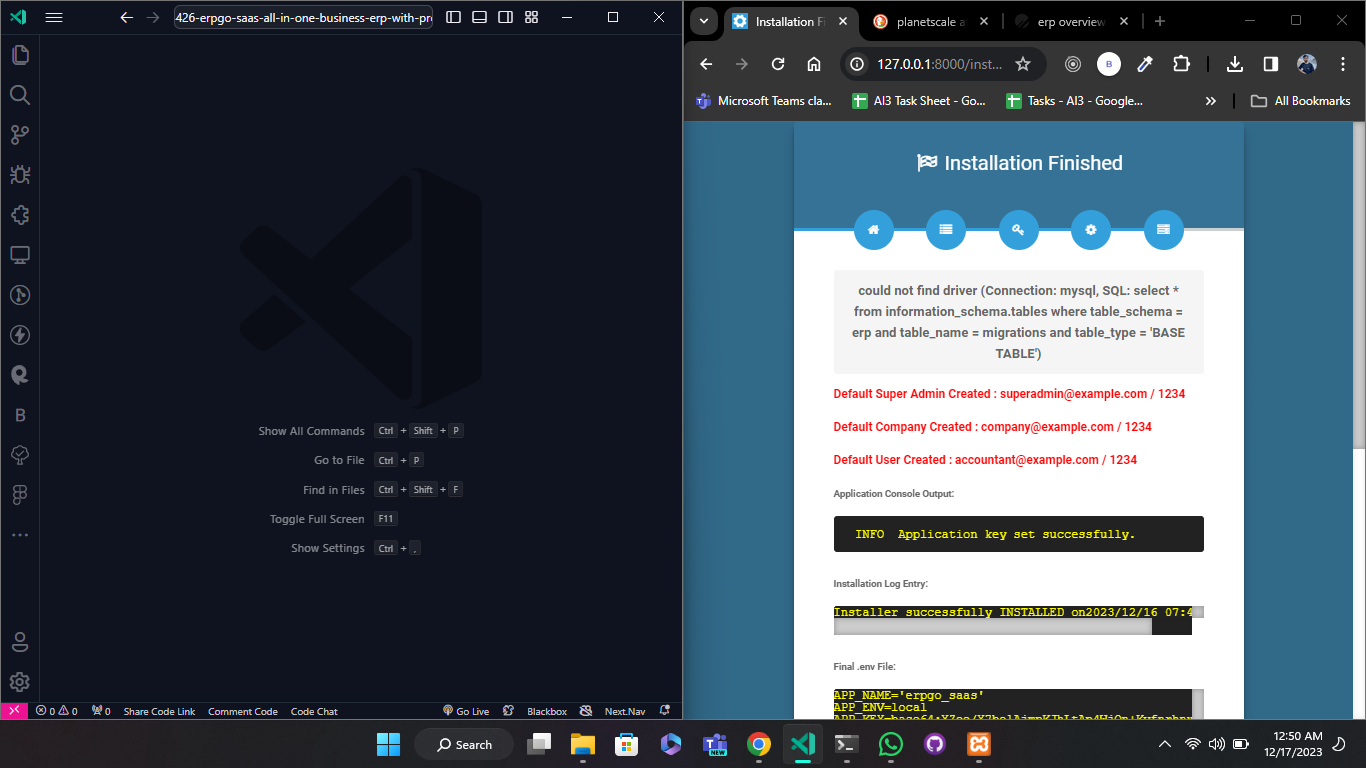 426-erpgo-saas-all-in-one-business-erp-with-pr
Show All Commands Ctrl + Shift + P
Go to File Ctrl + P
Find in Files Ctrl + Shift + F
Toggle Full Screen F11
Show Settings Ctrl + ,
B
0 0 0 Share Code Link Comment Code Code Chat Go Live Blackbox Next.Nav
Installation Fi
planetscale a
erp overview
127.0.0.1:8000/inst...
B
Microsoft Teams cla...
AI3 Task Sheet - Go...
Tasks - AI3 - Google...
All Bookmarks
Installation Finished
could not find driver (Connection: mysql, SQL: select *
from information_schema.tables where table_schema =
erp and table_name = migrations and table_type = 'BASE
TABLE')
Default Super Admin Created : superadmin@example.com / 1234
Default Company Created : company@example.com / 1234
Default User Created : accountant@example.com / 1234
Application Console Output:
INFO Application key set successfully.
Installation Log Entry:
Installer successfully INSTALLED on2023/12/16 07:4
Final .env File:
APP_NAME='erpgo_saas'
APP_ENV=local
Search
NEW
12:50 AM
12/17/2023